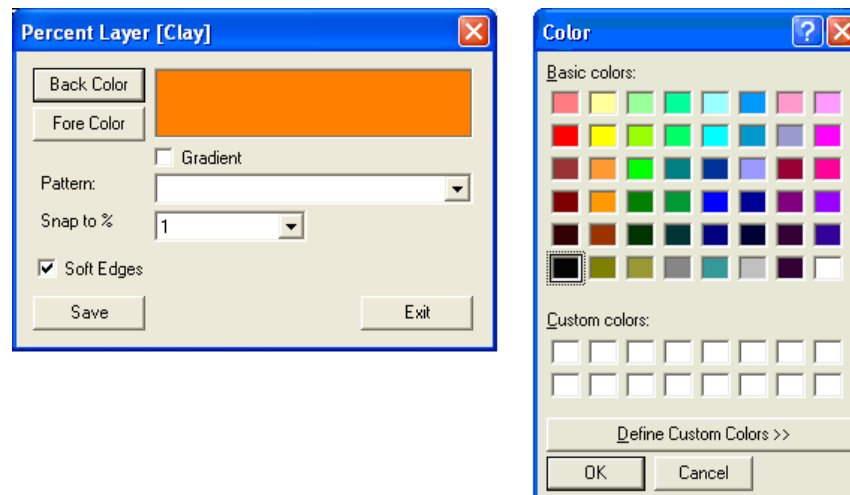 Percent Layer [Clay]
Back Color
Fore Color
Gradient
Pattern:
Snap to %
1
Soft Edges
Save
Exit
Color
Basic colors:
Custom colors:
Define Custom Colors >>
OK
Cancel